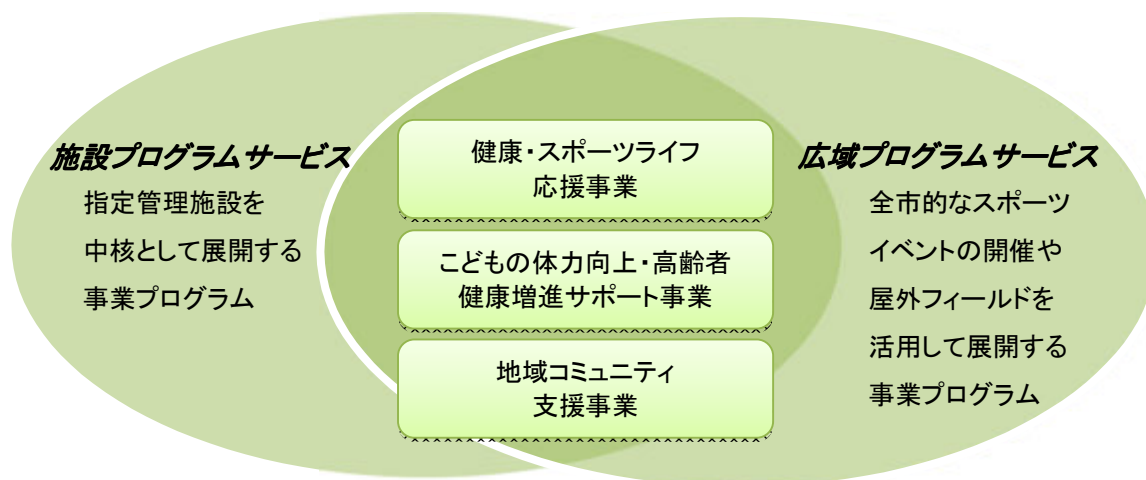 施設プログラムサービス
指定管理施設を
中核として展開する
事業プログラム
健康・スポーツライフ
応援事業
こどもの体力向上・高齢者
健康増進サポート事業
地域コミュニティ
支援事業
広域プログラムサービス
全市的なスポーツ
イベントの開催や
屋外フィールドを
活用して展開する
事業プログラム